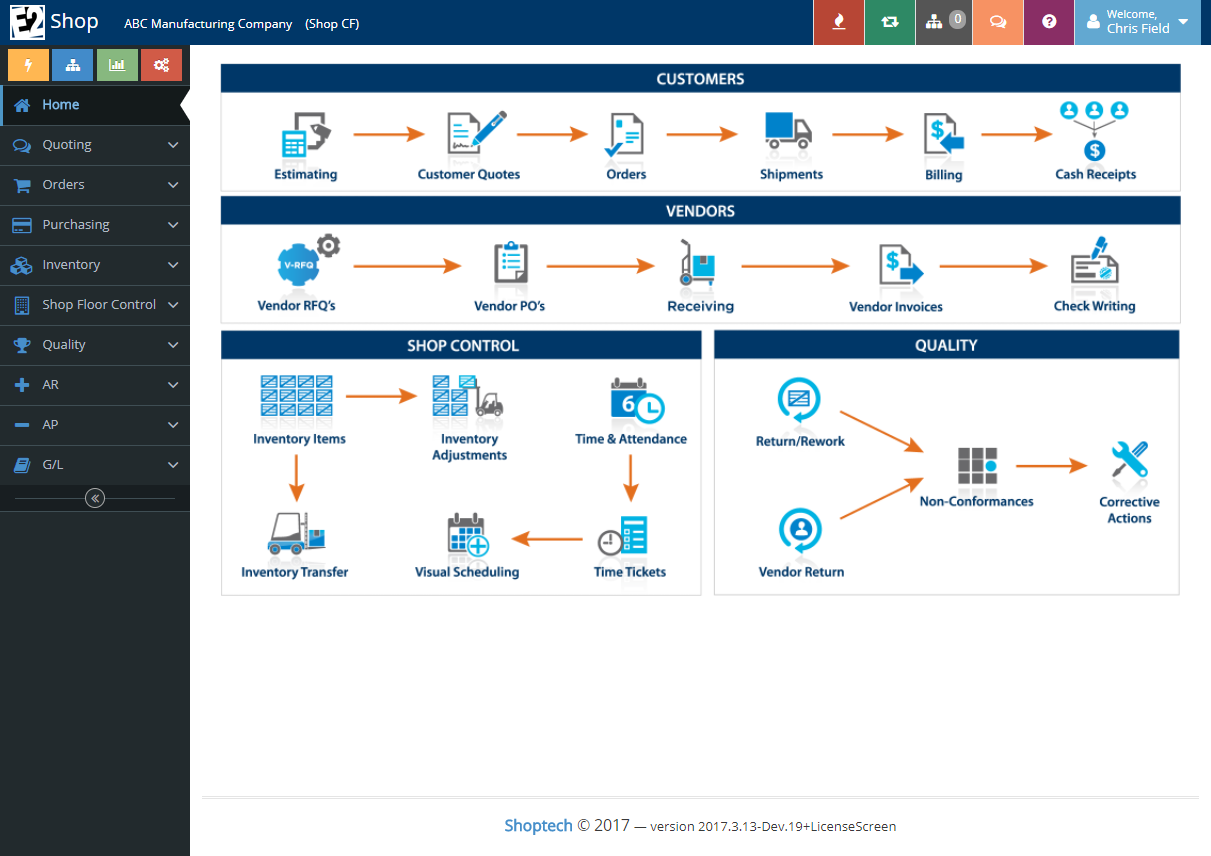 E2 Shop ABC Manufacturing Company (Shop CF)
0
?
Welcome,
Chris Field
Home
Quoting
Orders
Purchasing
Inventory
Shop Floor Control
Quality
AR
AP
G/L
CUSTOMERS
Estimating Customer Quotes Orders Shipments Billing Cash Receipts
VENDORS
V-RFQ
Vendor RFQ's Vendor PO's Receiving Vendor Invoices Check Writing
SHOP CONTROL
6
Inventory Items Inventory Adjustments Time & Attendance
Inventory Transfer Visual Scheduling Time Tickets
QUALITY
Return/Rework
Non-Conformances
Corrective
Actions
Vendor Return
Shoptech © 2017 — version 2017.3.13-Dev.19+LicenseScreen